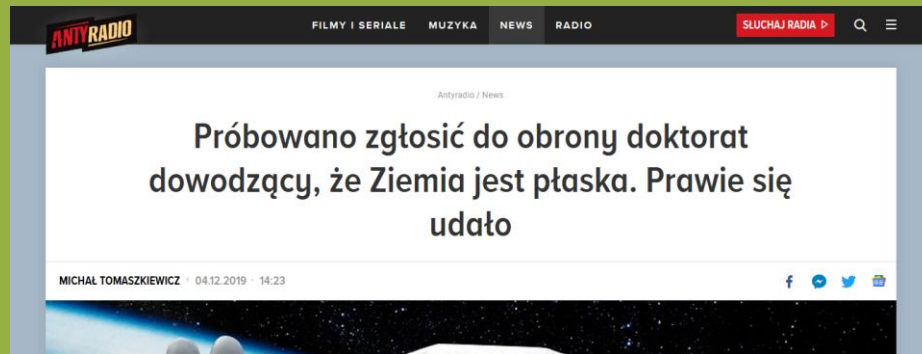 ANTYRADIO
FILMY I SERIALE MUZYKA NEWS RADIO
SŁUCHAJ RADIA
Antyradio / News
Próbowano zgłosić do obrony doktorat
dowodzący, że Ziemia jest płaska. Prawie się
udało
MICHAŁ TOMASZKIEWICZ 04.12.2019 14:23